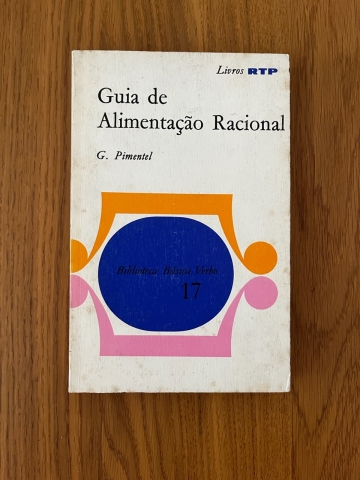 Livros RTP
Guia de
Alimentação Racional
G. Pimentel
Biblioteca Básica Verbo
17